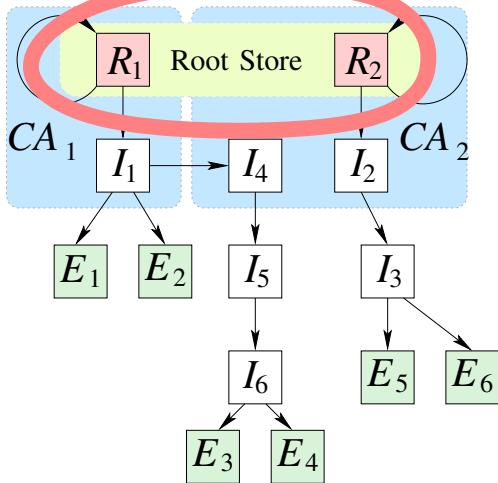 R1 Root Store R2
CA 1 CA 2
I1 I4 I2
E1 E2 I5 I3
I6 E5 E6
E3 E4